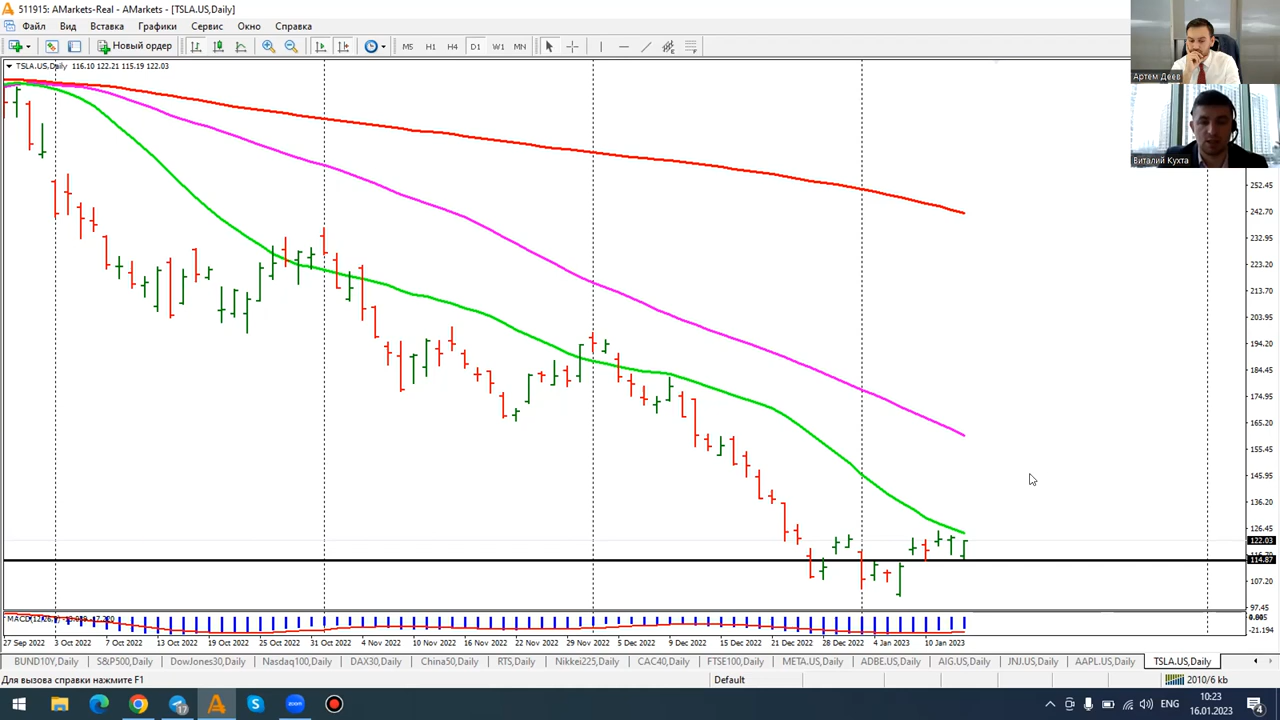 511915: AMarkets-Real - AMarkets - [TSLA.US,Daily]
Файл Вид Вставка Графики Сервис Окно Справка
Новый ордер M5 H1 H4 D1 W1 MN
TSLA.US,Daily 116.10 122.21 115.19 122.03
Артем Деев
Виталий Кухта
252.45
242.70
232.95
223.20
213.70
203.95
194.20
184.45
174.95
165.20
155.45
145.95
136.20
126.45
122.03
114.87
107.20
97.45
-21.194
27 Sep 2022 3 Oct 2022 7 Oct 2022 13 Oct 2022 19 Oct 2022 25 Oct 2022 31 Oct 2022 4 Nov 2022 10 Nov 2022 16 Nov 2022 22 Nov 2022 29 Nov 2022 5 Dec 2022 9 Dec 2022 15 Dec 2022 21 Dec 2022 28 Dec 2022 4 Jan 2023 10 Jan 2023
BUND10Y,Daily S&P500,Daily DowJones30,Daily Nasdaq100,Daily DAX30,Daily China50,Daily RTS,Daily Nikkei225,Daily CAC40,Daily FTSE100,Daily META.US,Daily ADBE.US,Daily AIG.US,Daily JNJ.US,Daily AAPL.US,Daily TSLA.US,Daily
Для вызова справки нажмите F1 Default 2010/6 kb
17 zoom ENG 10:23
16.01.2023 4